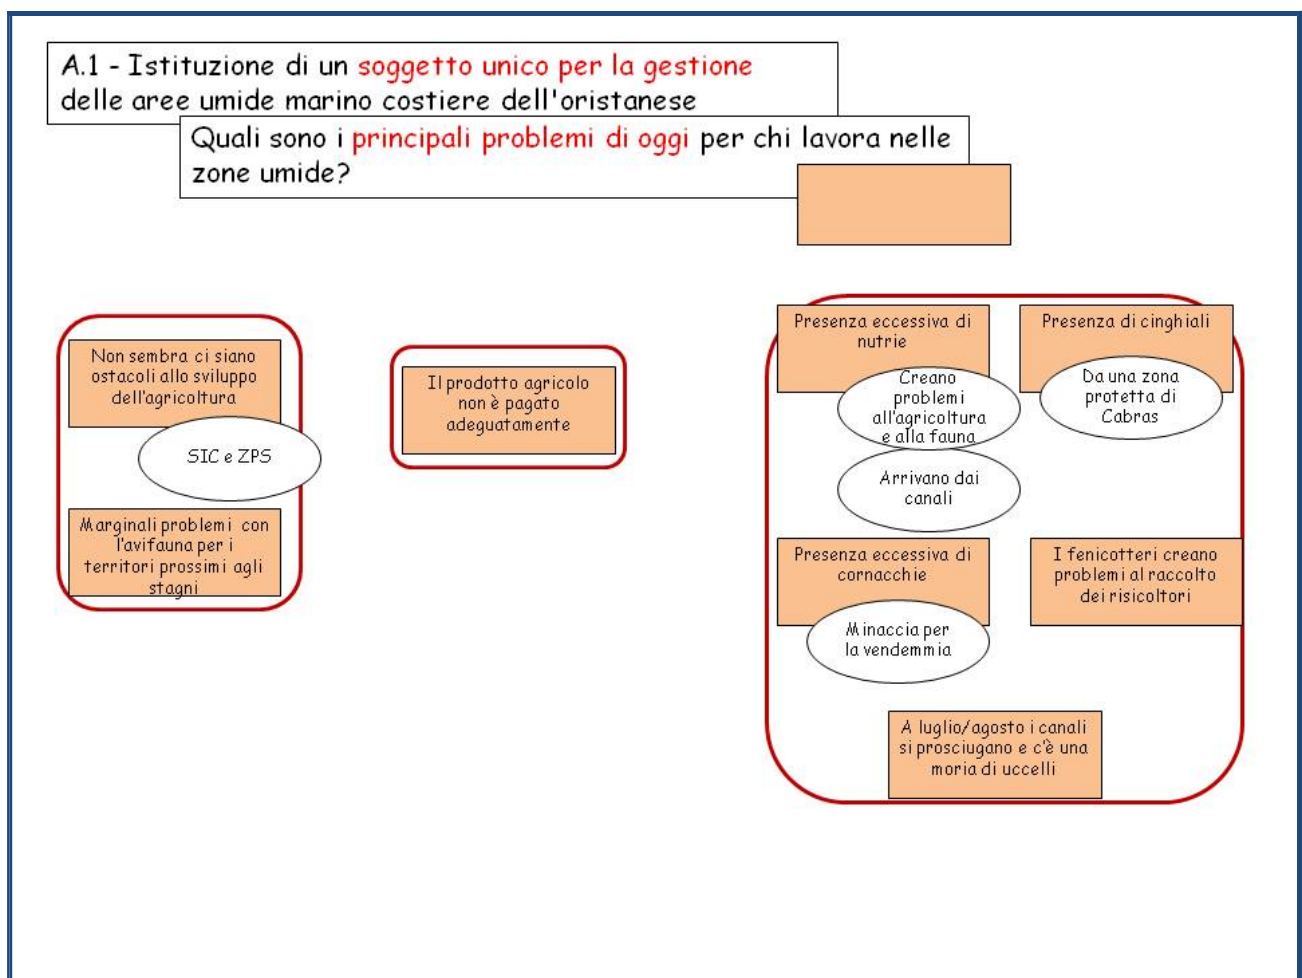 A.1 - Istituzione di un soggetto unico per la gestione
delle aree umide marino costiere dell'oristanese
Quali sono i principali problemi di oggi per chi lavora nelle
zone umide?
Non sembra ci siano
ostacoli allo sviluppo
dell'agricoltura
SIC e ZPS
Marginali problemi con
l'avifauna per i
territori prossimi agli
stagni
Il prodotto agricolo
non è pagato
adeguatamente
Presenza eccessiva di
nutrie
Creano
problemi
all'agricoltura
e alla fauna
Arrivano dai
canali
Presenza di cinghiali
Da una zona
protetta di
Cabras
Presenza eccessiva di
cornacchie
Minaccia per
la vendemmia
I fenicotteri creano
problemi al raccolto
dei risicoltori
A luglio/agosto i canali
si prosciugano e c'è una
moria di uccelli